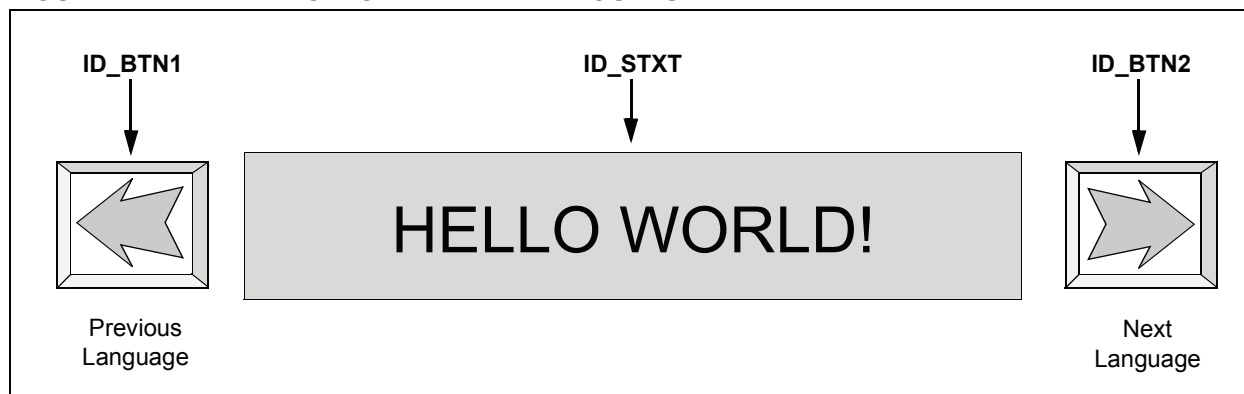 ID_BTN1 ID_STXT ID_BTN2
HELLO WORLD!
Previous
Language
Next
Language